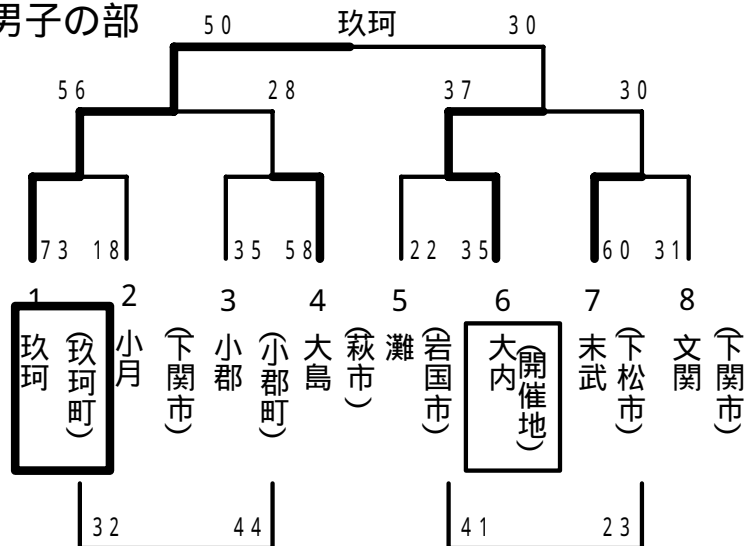 男子の部
50 玖珂 30
56 28 37 30
73 18 35 58 22 35 60 31
1 2 3 4 5 6 7 8
玖珂
(玖珂町)
小月
(下関市)
小郡
(小郡町)
大島
(萩市)
灘
(岩国市)
大内
(開催地)
末武
(下松市)
文関
(下関市)
32 44 41 23